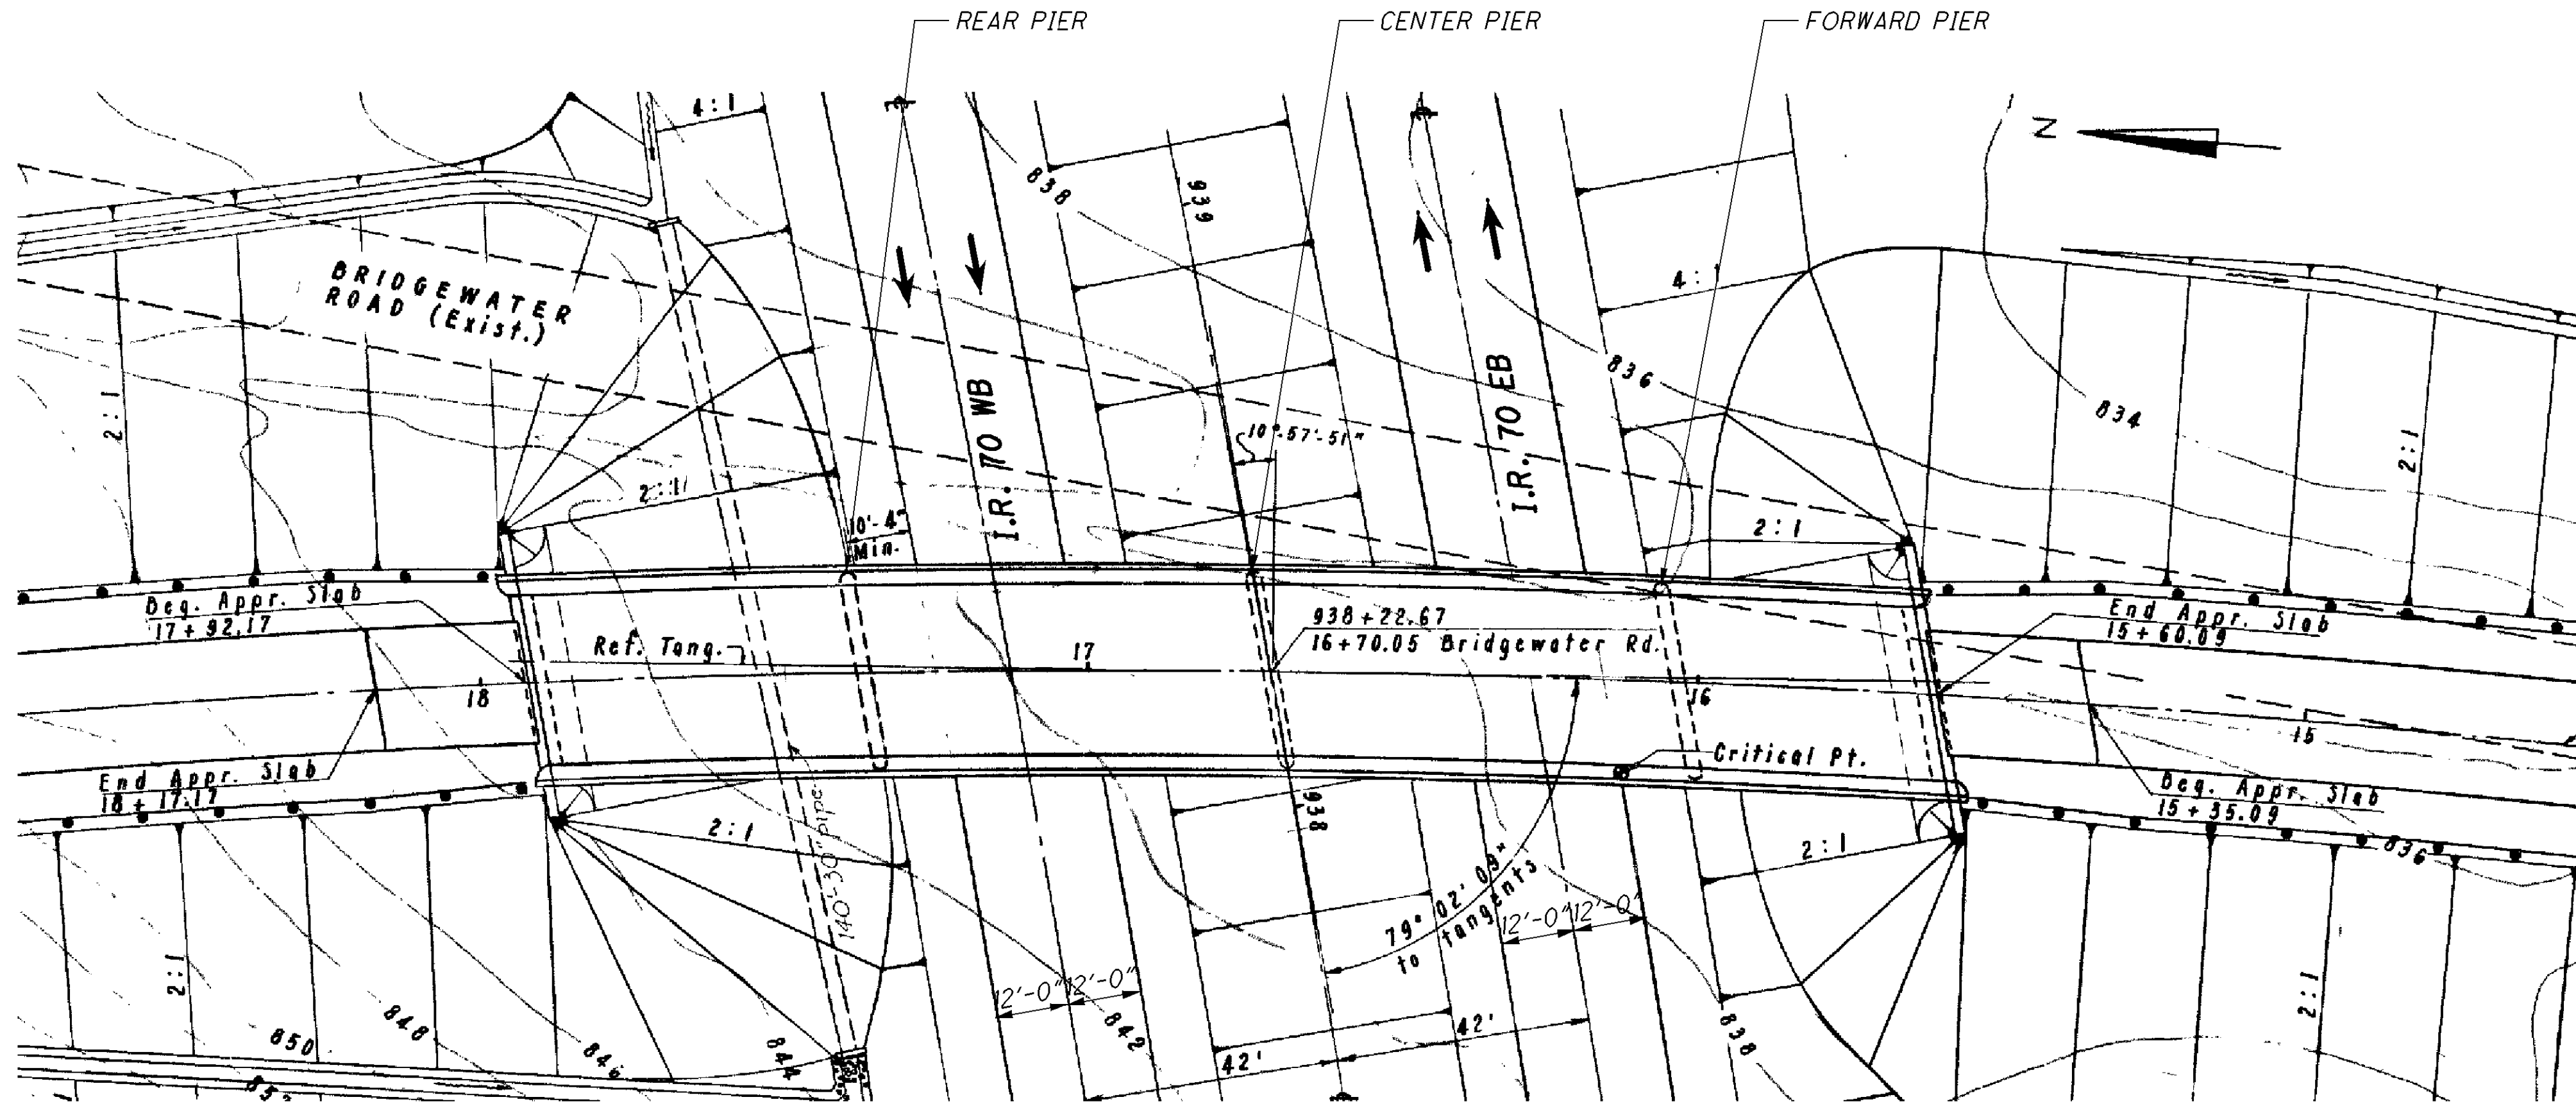 REAR PIER
CENTER PIER
FORWARD PIER
4:1
N
838
939
4:1
BRIDGEWATER
ROAD (Exist.)
I.R. 70 WB
I.R. 70 EB
836
834
2:1
2:1
10°-57'-51"
2:1
10'-4"
Min.
2:1
Beg. Appr. Slab
17 + 92.17
Ref. Tang.
17
938+22.67
16+70.05 Bridgewater Rd.
End Appr. Slab
15+60.09
18
16
15
End Appr. Slab
18 + 17.17
Critical Pt.
Beg. Appr. Slab
15+35.09
2:1
140'-30" pipe
938
79° 02' 09"
to tangents
2:1
836
12'-0" 12'-0"
12'-0" 12'-0"
2:1
2:1
850
848
846
844
842
838
42'
42'